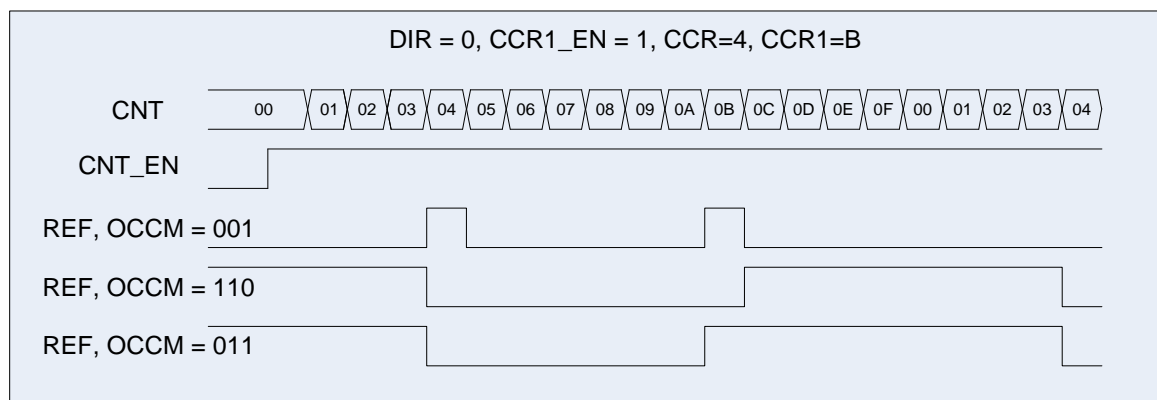 DIR = 0, CCR1_EN = 1, CCR=4, CCR1=B
CNT 00 01 02 03 04 05 06 07 08 09 0A 0B 0C 0D 0E 0F 00 01 02 03 04
CNT_EN
REF, OCCM = 001
REF, OCCM = 110
REF, OCCM = 011